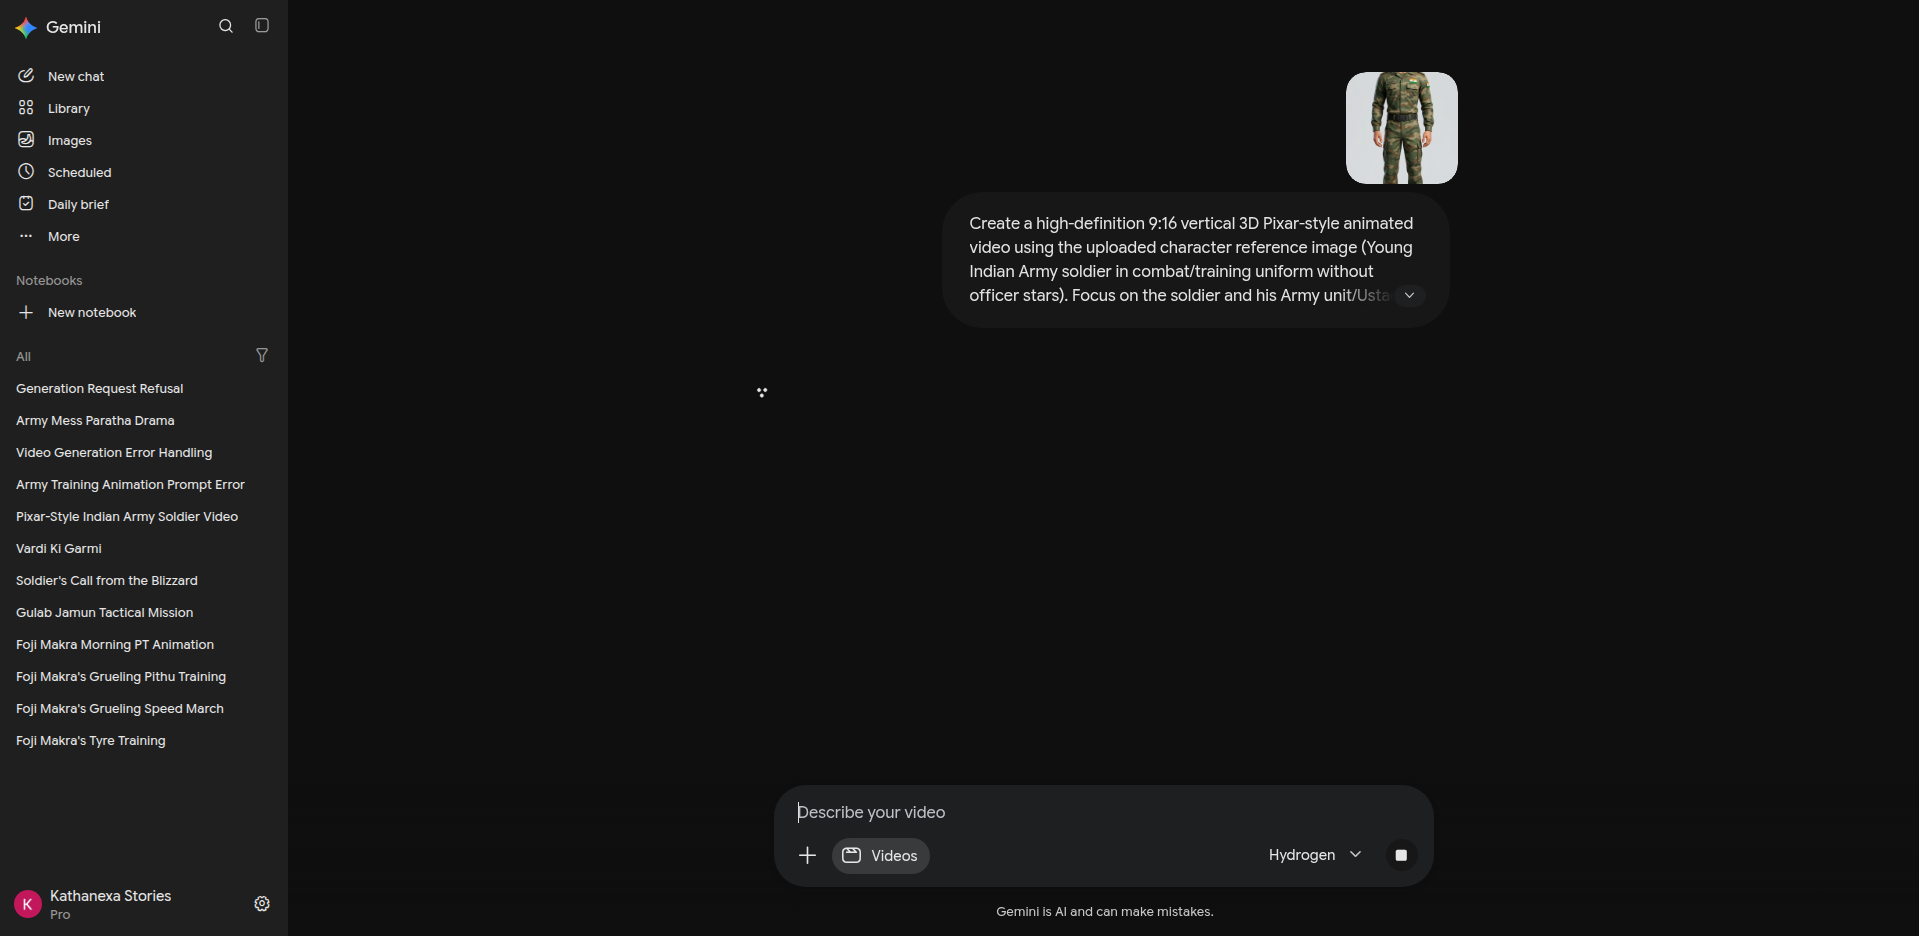 Gemini
New chat
Library
Images
Scheduled
Daily brief
More
Notebooks
New notebook
All
Generation Request Refusal
Army Mess Paratha Drama
Video Generation Error Handling
Army Training Animation Prompt Error
Pixar-Style Indian Army Soldier Video
Vardi Ki Garmi
Soldier's Call from the Blizzard
Gulab Jamun Tactical Mission
Foji Makra Morning PT Animation
Foji Makra's Grueling Pithu Training
Foji Makra's Grueling Speed March
Foji Makra's Tyre Training
K
Kathanexa Stories
Pro
Create a high-definition 9:16 vertical 3D Pixar-style animated
video using the uploaded character reference image (Young
Indian Army soldier in combat/training uniform without
officer stars). Focus on the soldier and his Army unit/Usta
Describe your video
Videos
Hydrogen
Gemini is AI and can make mistakes.